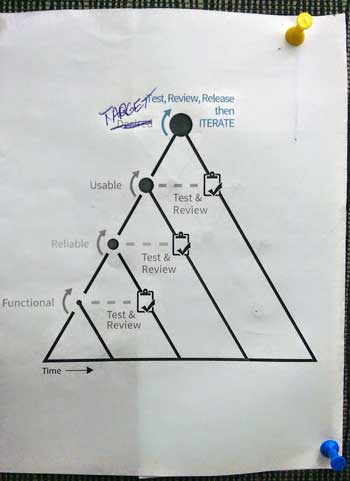 TARGET
Desired
Test, Review, Release
then
ITERATE
Usable
Test &
Review
Reliable
Test &
Review
Functional
Test &
Review
Time